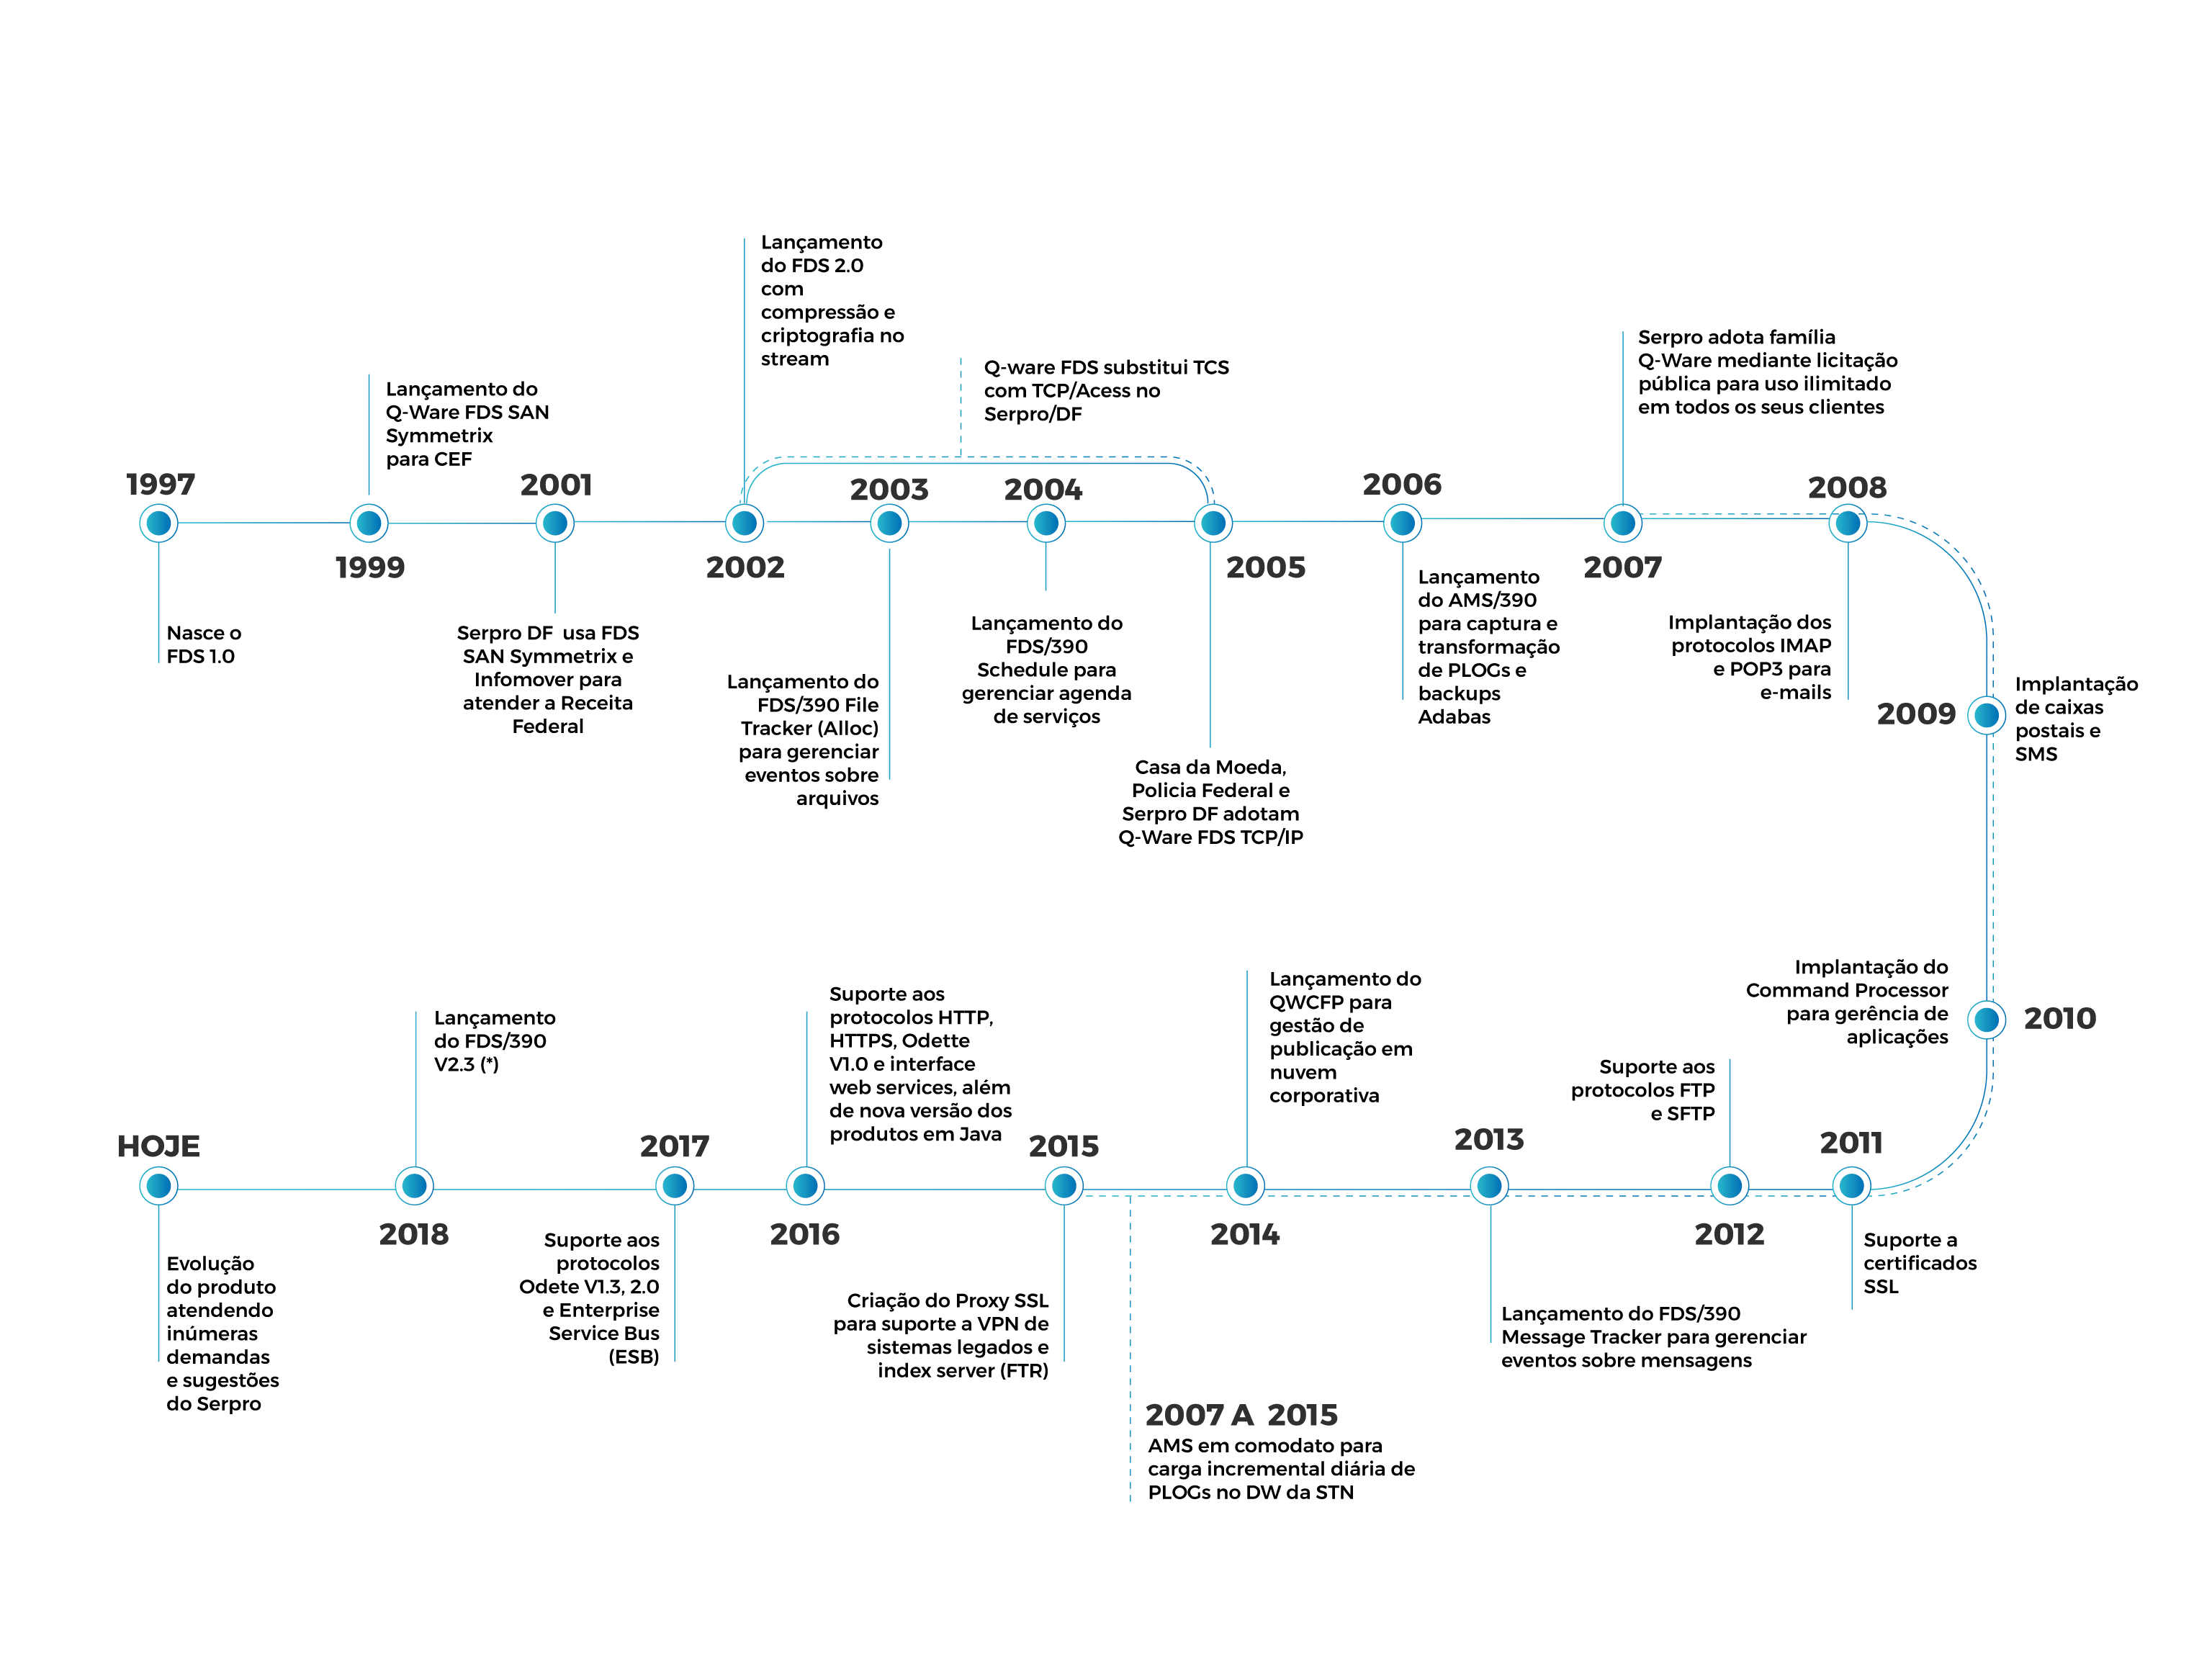 1997
Nasce o
FDS 1.0
Lançamento do
Q-Ware FDS SAN
Symmetrix
para CEF
1999
2001
Serpro DF  usa FDS
SAN Symmetrix e
Infomover para
atender a Receita
Federal
Lançamento
do FDS 2.0
com
compressão e
criptografia no
stream
2002
Q-ware FDS substitui TCS
com TCP/Acess no
Serpro/DF
2003
Lançamento do
FDS/390 File
Tracker (Alloc)
para gerenciar
eventos sobre
arquivos
2004
Lançamento do
FDS/390
Schedule para
gerenciar agenda
de serviços
2005
Casa da Moeda,
Policia Federal e
Serpro DF adotam
Q-Ware FDS TCP/IP
2006
Lançamento
do AMS/390
para captura e
transformação
de PLOGs e
backups
Adabas
Serpro adota família
Q-Ware mediante licitação
pública para uso ilimitado
em todos os seus clientes
2007
2008
Implantação dos
protocolos IMAP
e POP3 para
e-mails
2009
Implantação
de caixas
postais e
SMS
Implantação do
Command Processor
para gerência de
aplicações
2010
2011
Suporte a
certificados
SSL
Suporte aos
protocolos FTP
e SFTP
2012
2013
Lançamento do FDS/390
Message Tracker para gerenciar
eventos sobre mensagens
Lançamento do
QWCFP para
gestão de
publicação em
nuvem
corporativa
2014
2015
Criação do Proxy SSL
para suporte a VPN de
sistemas legados e
index server (FTR)
2007 A  2015
AMS em comodato para
carga incremental diária de
PLOGs no DW da STN
Suporte aos
protocolos HTTP,
HTTPS, Odette
V1.0 e interface
web services, além
de nova versão dos
produtos em Java
2016
2017
Suporte aos
protocolos
Odete V1.3, 2.0
e Enterprise
Service Bus
(ESB)
Lançamento
do FDS/390
V2.3 (*)
2018
HOJE
Evolução
do produto
atendendo
inúmeras
demandas
e sugestões
do Serpro